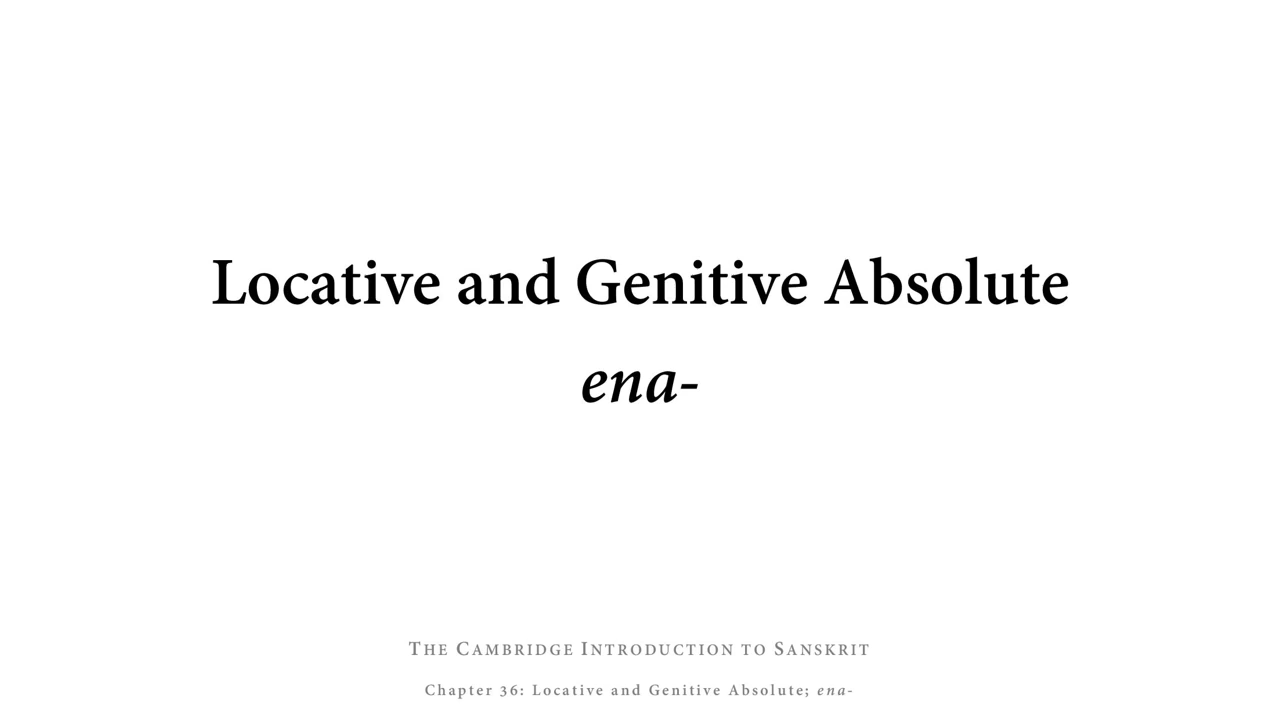 Locative and Genitive Absolute
ena-
THE CAMBRIDGE INTRODUCTION TO SANSKRIT
Chapter 36: Locative and Genitive Absolute; ena-